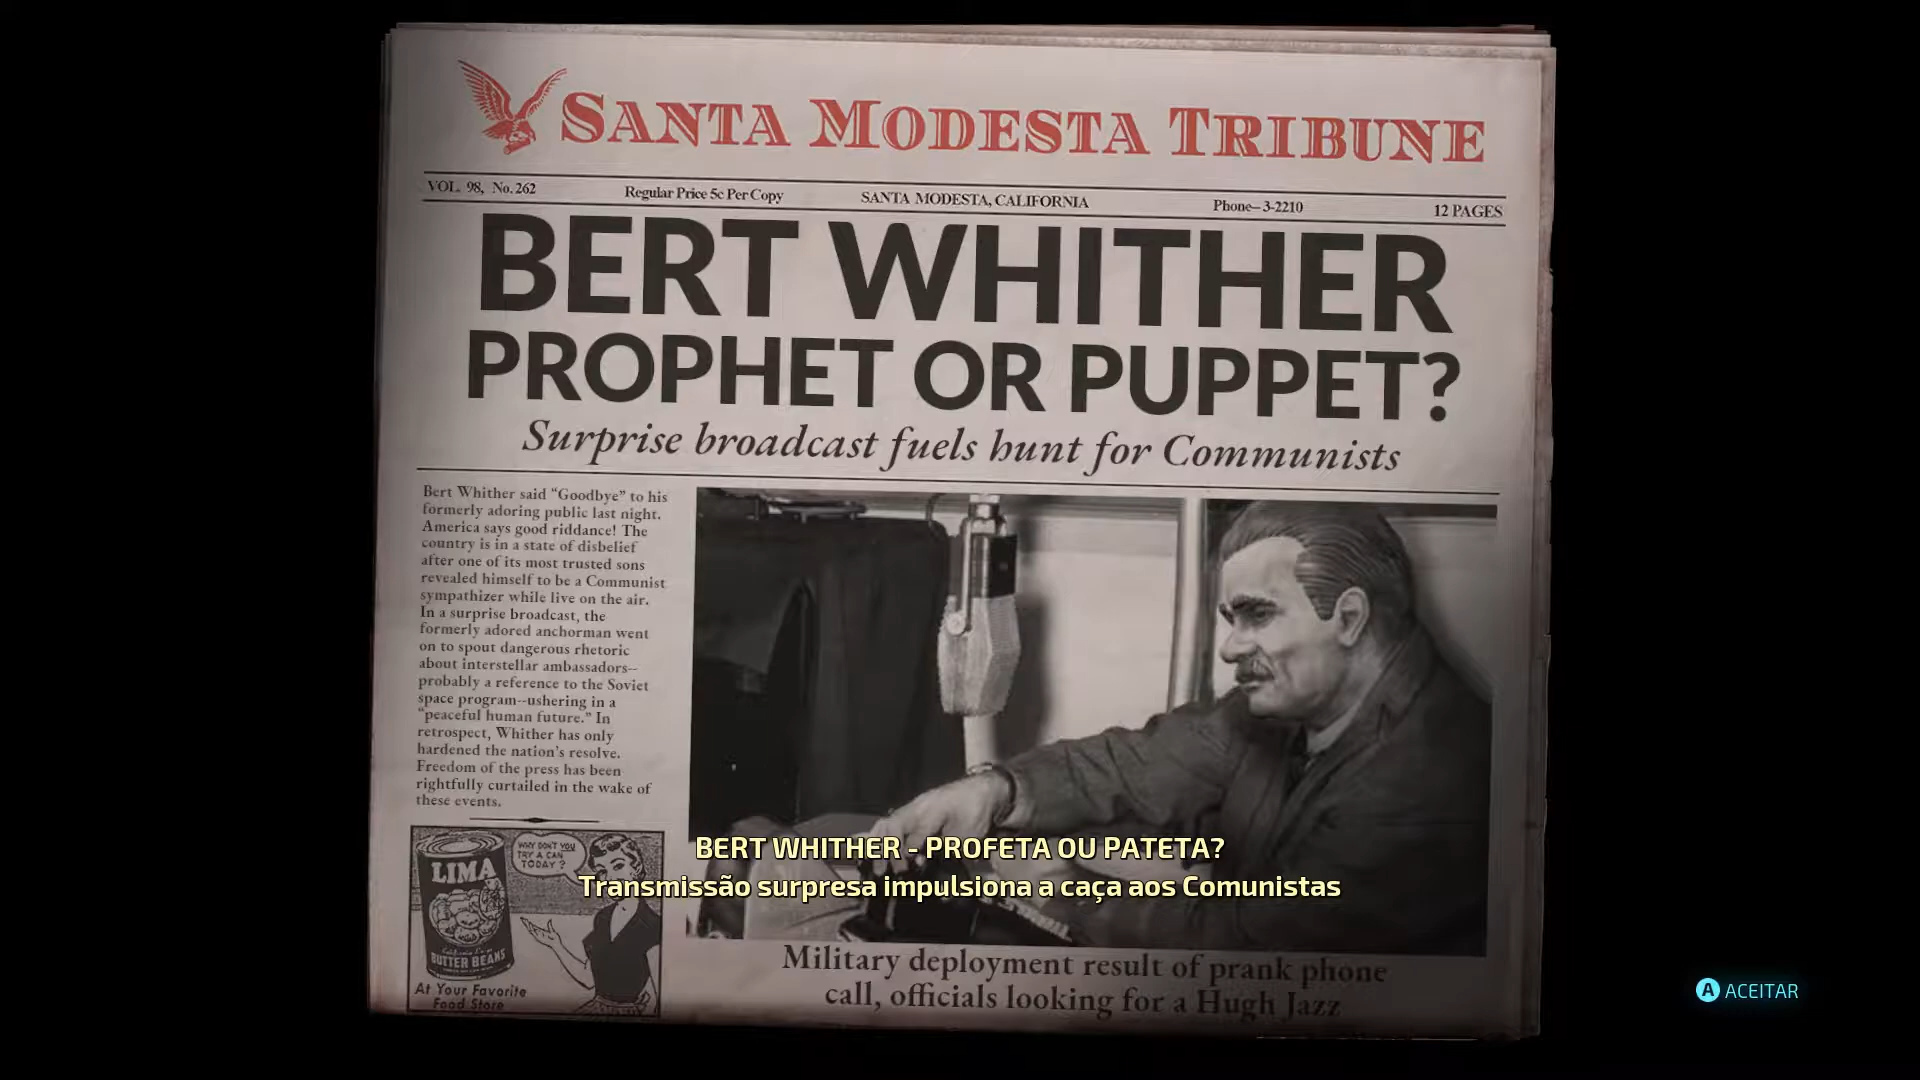 SANTA MODESTA TRIBUNE
VOL. 98, No. 262 Regular Price 5c Per Copy SANTA MODESTA, CALIFORNIA Phone–3-2210 12 PAGES
BERT WHITHER
PROPHET OR PUPPET?
Surprise broadcast fuels hunt for Communists
Bert Whither said “Goodbye” to his
formerly adoring public last night.
America says good riddance! The
country is in a state of disbelief
after one of its most trusted sons
revealed himself to be a Communist
sympathizer while live on the air.
In a surprise broadcast, the
formerly adored anchorman went
on to spout dangerous rhetoric
about interstellar ambassadors--
probably a reference to the Soviet
space program--ushering in a
“peaceful human future.” In
retrospect, Whither has only
hardened the nation's resolve.
Freedom of the press has been
rightfully curtailed in the wake of
these events.
WHY DON'T YOU
TRY A CAN
TODAY?
LIMA
BUTTER BEANS
At Your Favorite
Food Store
BERT WHITHER - PROFETA OU PATETA?
Transmissão surpresa impulsiona a caça aos Comunistas
Military deployment result of prank phone
call, officials looking for a Hugh Jazz
A ACEITAR